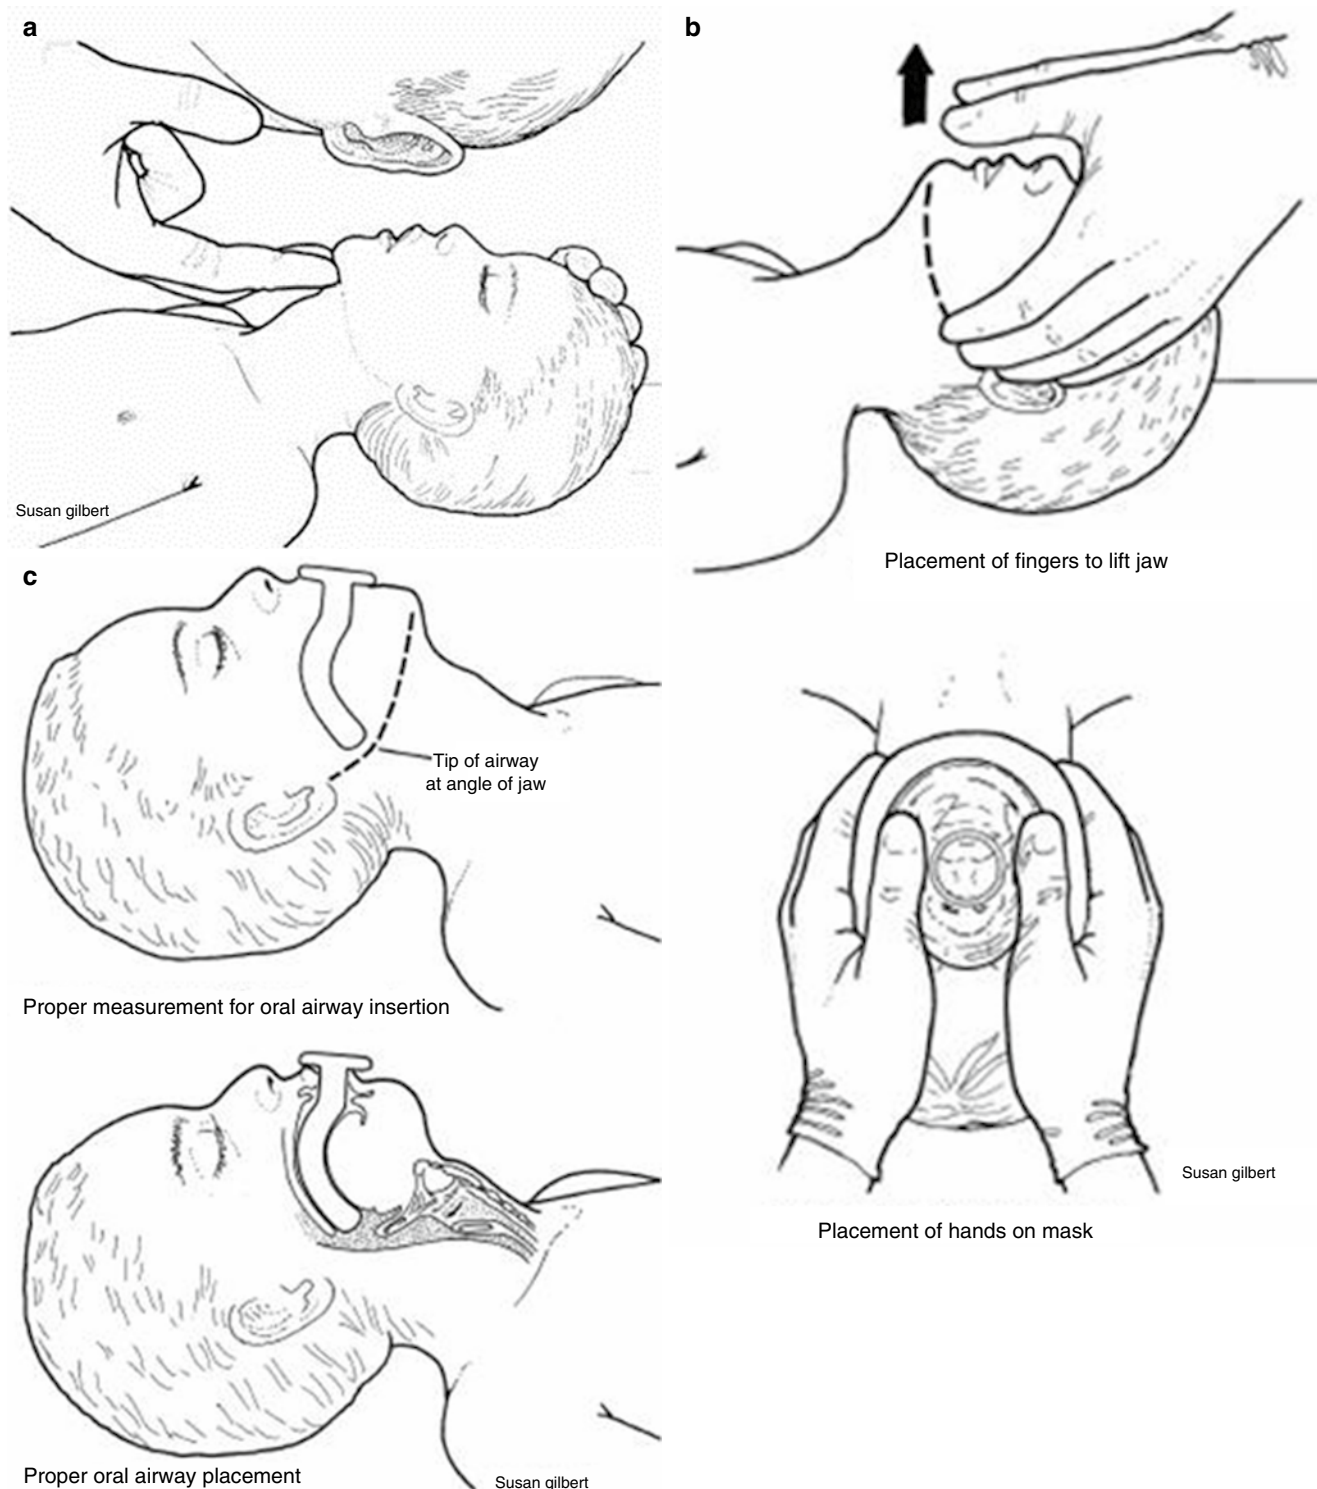 a
Susan gilbert
b
Placement of fingers to lift jaw
c
Tip of airway
at angle of jaw
Proper measurement for oral airway insertion
Proper oral airway placement
Susan gilbert
Susan gilbert
Placement of hands on mask